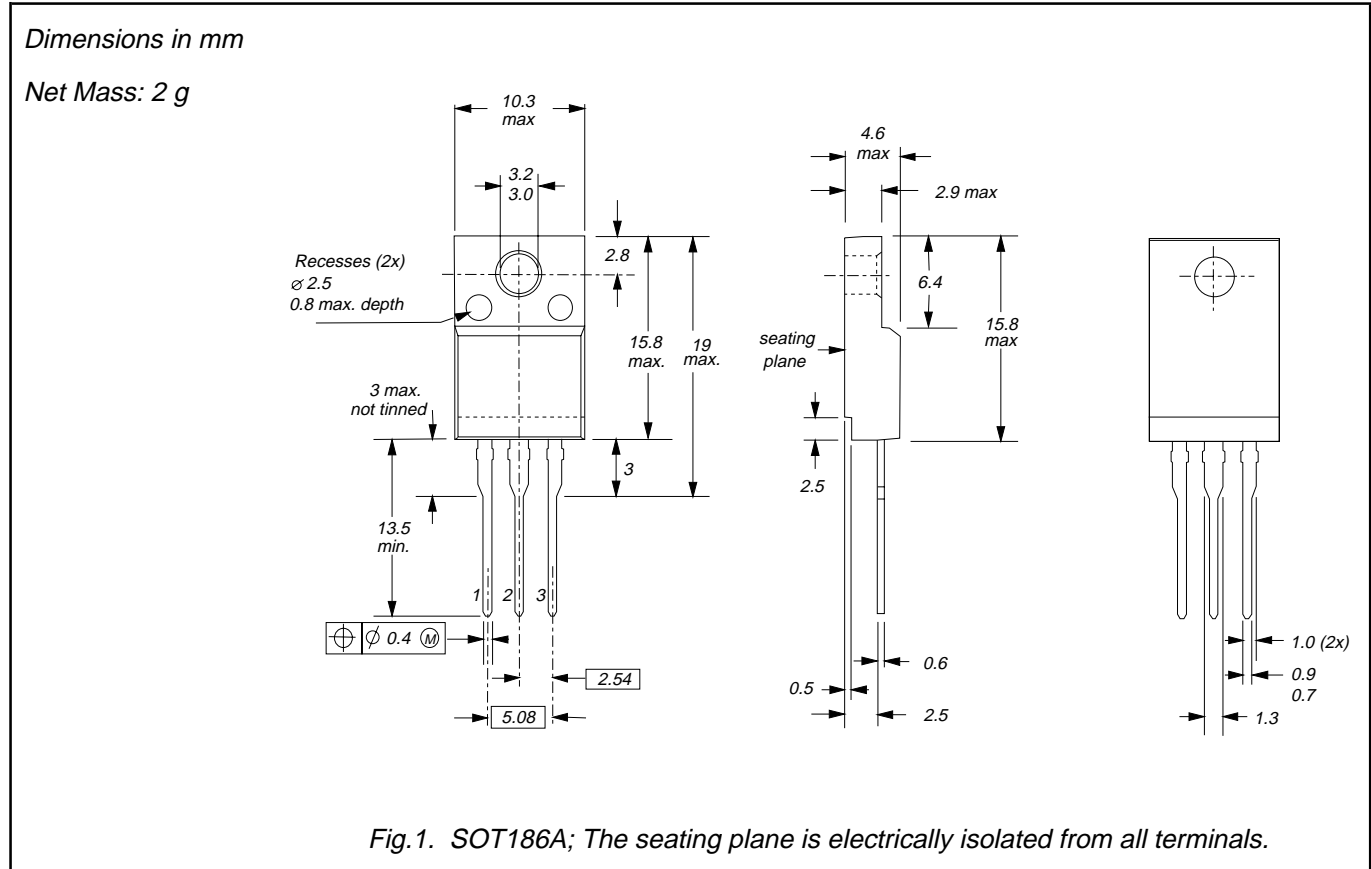 Dimensions in mm
Net Mass: 2 g
10.3
max
3.2
3.0
2.8
Recesses (2x)
⌀ 2.5
0.8 max. depth
15.8
max.
19
max.
3 max.
not tinned
3
13.5
min.
1 2 3
⌀ 0.4 Ⓜ
2.54
5.08
4.6
max
2.9 max
6.4
15.8
max
seating
plane
2.5
0.6
0.5
2.5
1.0 (2x)
0.9
0.7
1.3
Fig.1. SOT186A; The seating plane is electrically isolated from all terminals.